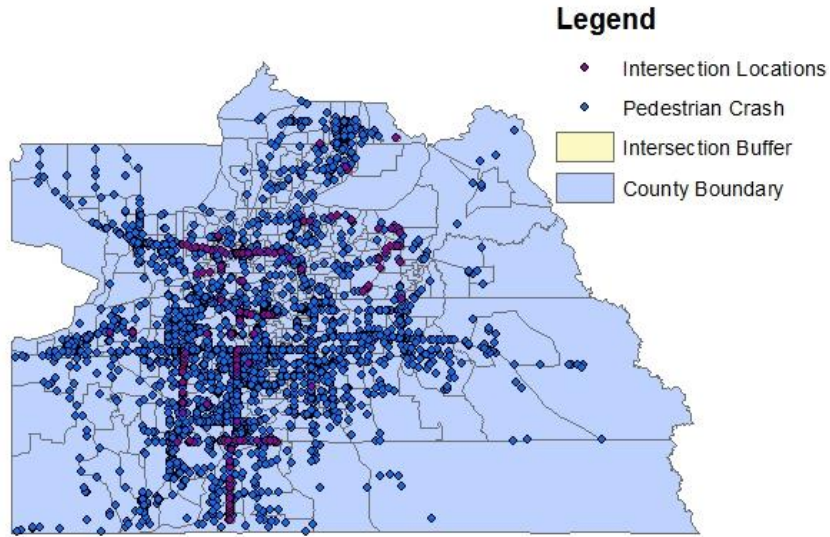 Legend
Intersection Locations
Pedestrian Crash
Intersection Buffer
County Boundary